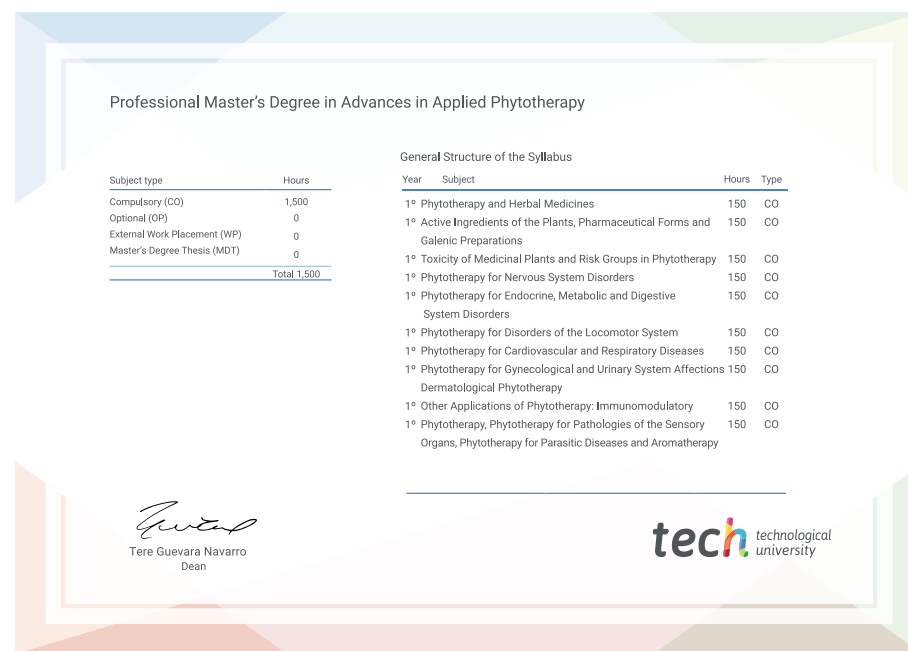 Professional Master's Degree in Advances in Applied Phytotherapy
Subject type Hours
Compulsory (CO) 1,500
Optional (OP) 0
External Work Placement (WP) 0
Master's Degree Thesis (MDT) 0
Total 1,500
General Structure of the Syllabus
Year Subject Hours Type
1º Phytotherapy and Herbal Medicines 150 CO
1º Active Ingredients of the Plants, Pharmaceutical Forms and 150 CO
Galenic Preparations
1º Toxicity of Medicinal Plants and Risk Groups in Phytotherapy 150 CO
1º Phytotherapy for Nervous System Disorders 150 CO
1º Phytotherapy for Endocrine, Metabolic and Digestive 150 CO
System Disorders
1º Phytotherapy for Disorders of the Locomotor System 150 CO
1º Phytotherapy for Cardiovascular and Respiratory Diseases 150 CO
1º Phytotherapy for Gynecological and Urinary System Affections 150 CO
Dermatological Phytotherapy
1º Other Applications of Phytotherapy: Immunomodulatory 150 CO
1º Phytotherapy, Phytotherapy for Pathologies of the Sensory 150 CO
Organs, Phytotherapy for Parasitic Diseases and Aromatherapy
Tere Guevara Navarro
Dean
tech technological
university